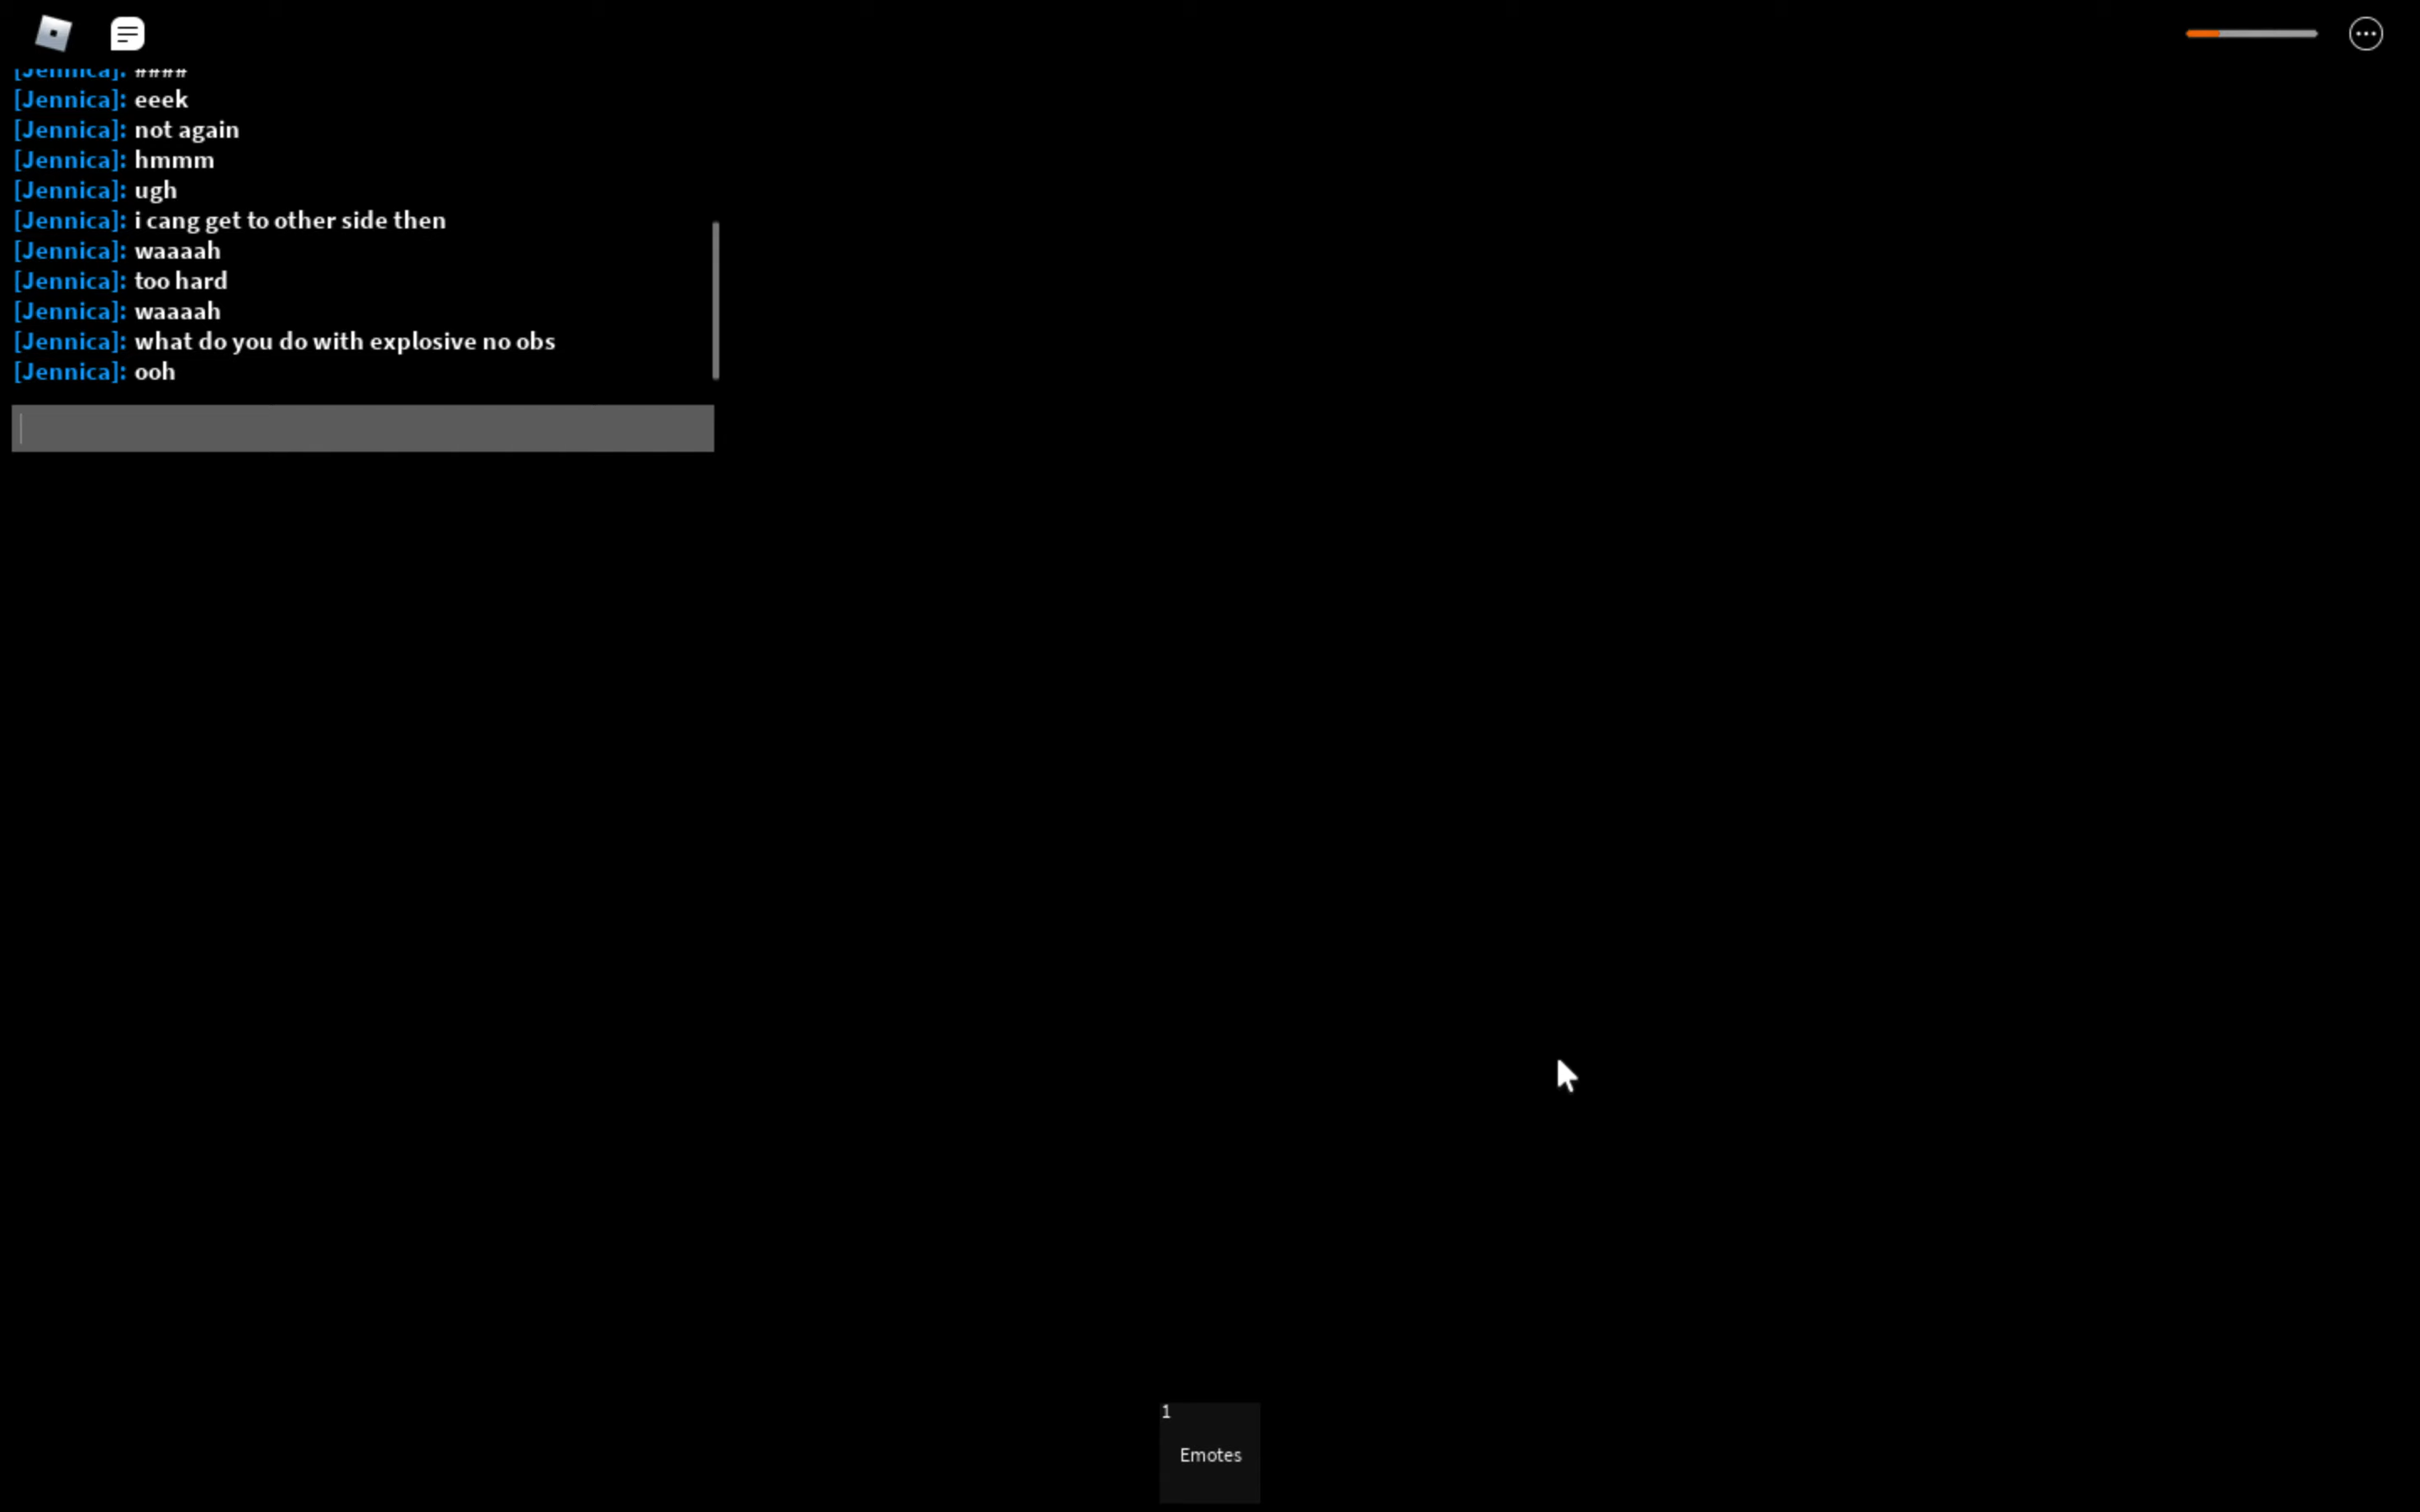 [Jennica]: ####
[Jennica]: eeek
[Jennica]: not again
[Jennica]: hmmm
[Jennica]: ugh
[Jennica]: i cang get to other side then
[Jennica]: waaaah
[Jennica]: too hard
[Jennica]: waaaah
[Jennica]: what do you do with explosive no obs
[Jennica]: ooh
1
Emotes